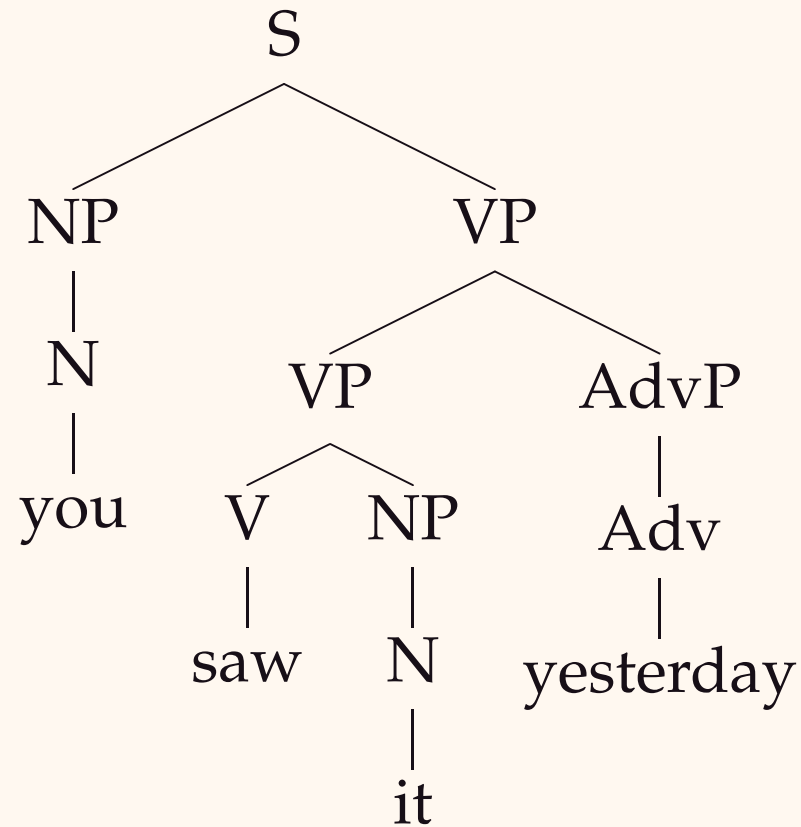 S
NP VP
N VP AdvP
you V NP Adv
saw N yesterday
it